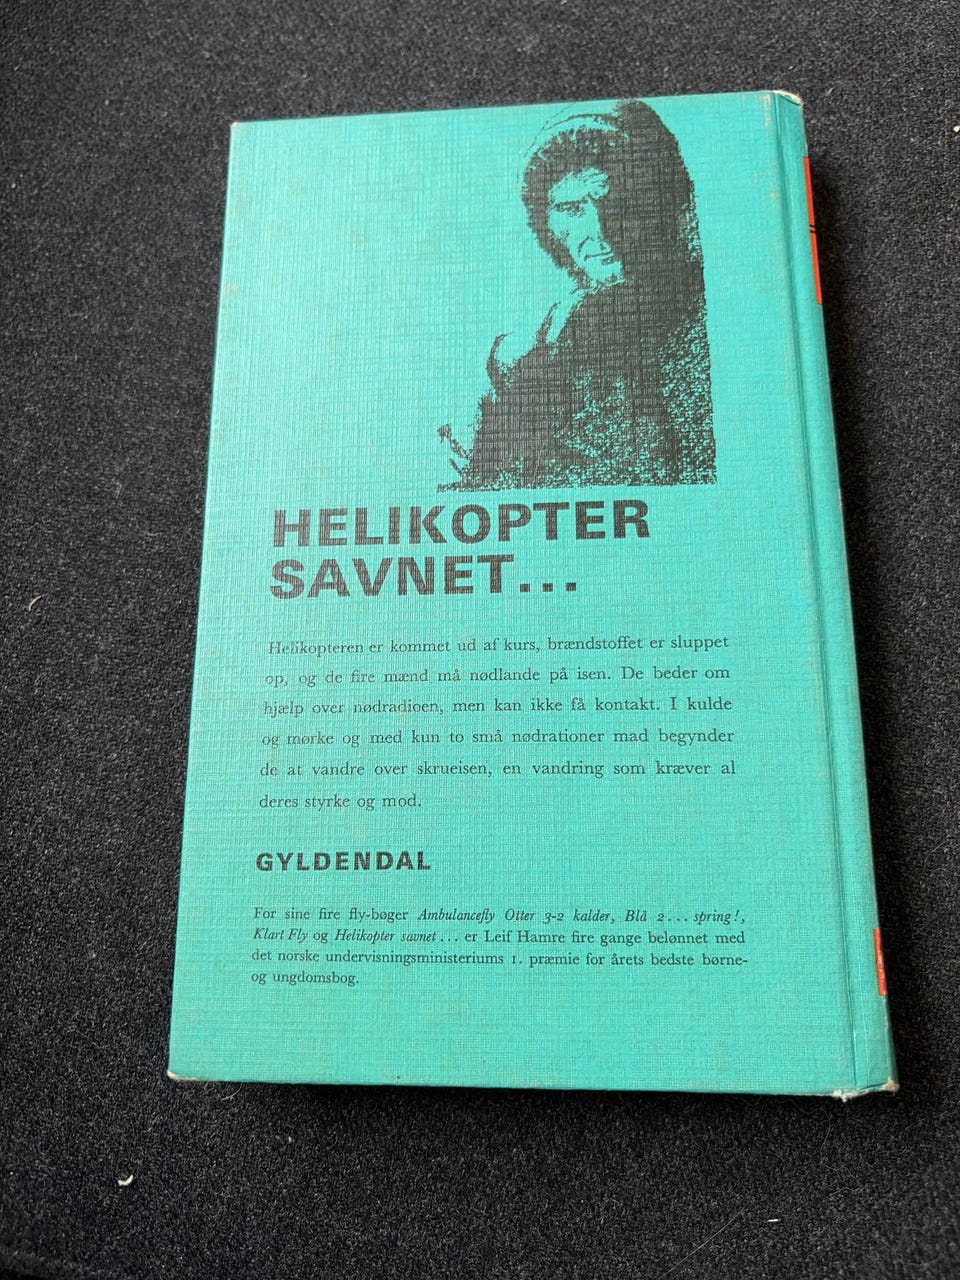 HELIKOPTER
SAVNET...
Helikopteren er kommet ud af kurs, brændstoffet er sluppet
op, og de fire mænd må nødlande på isen. De beder om
hjælp over nødradioen, men kan ikke få kontakt. I kulde
og mørke og med kun to små nødrationer mad begynder
de at vandre over skrueisen, en vandring som kræver al
deres styrke og mod.
GYLDENDAL
For sine fire fly-bøger Ambulancefly Otter 3-2 kalder, Blå 2... spring!,
Klart Fly og Helikopter savnet... er Leif Hamre fire gange belønnet med
det norske undervisningsministeriums 1. præmie for årets bedste børne-
og ungdomsbog.